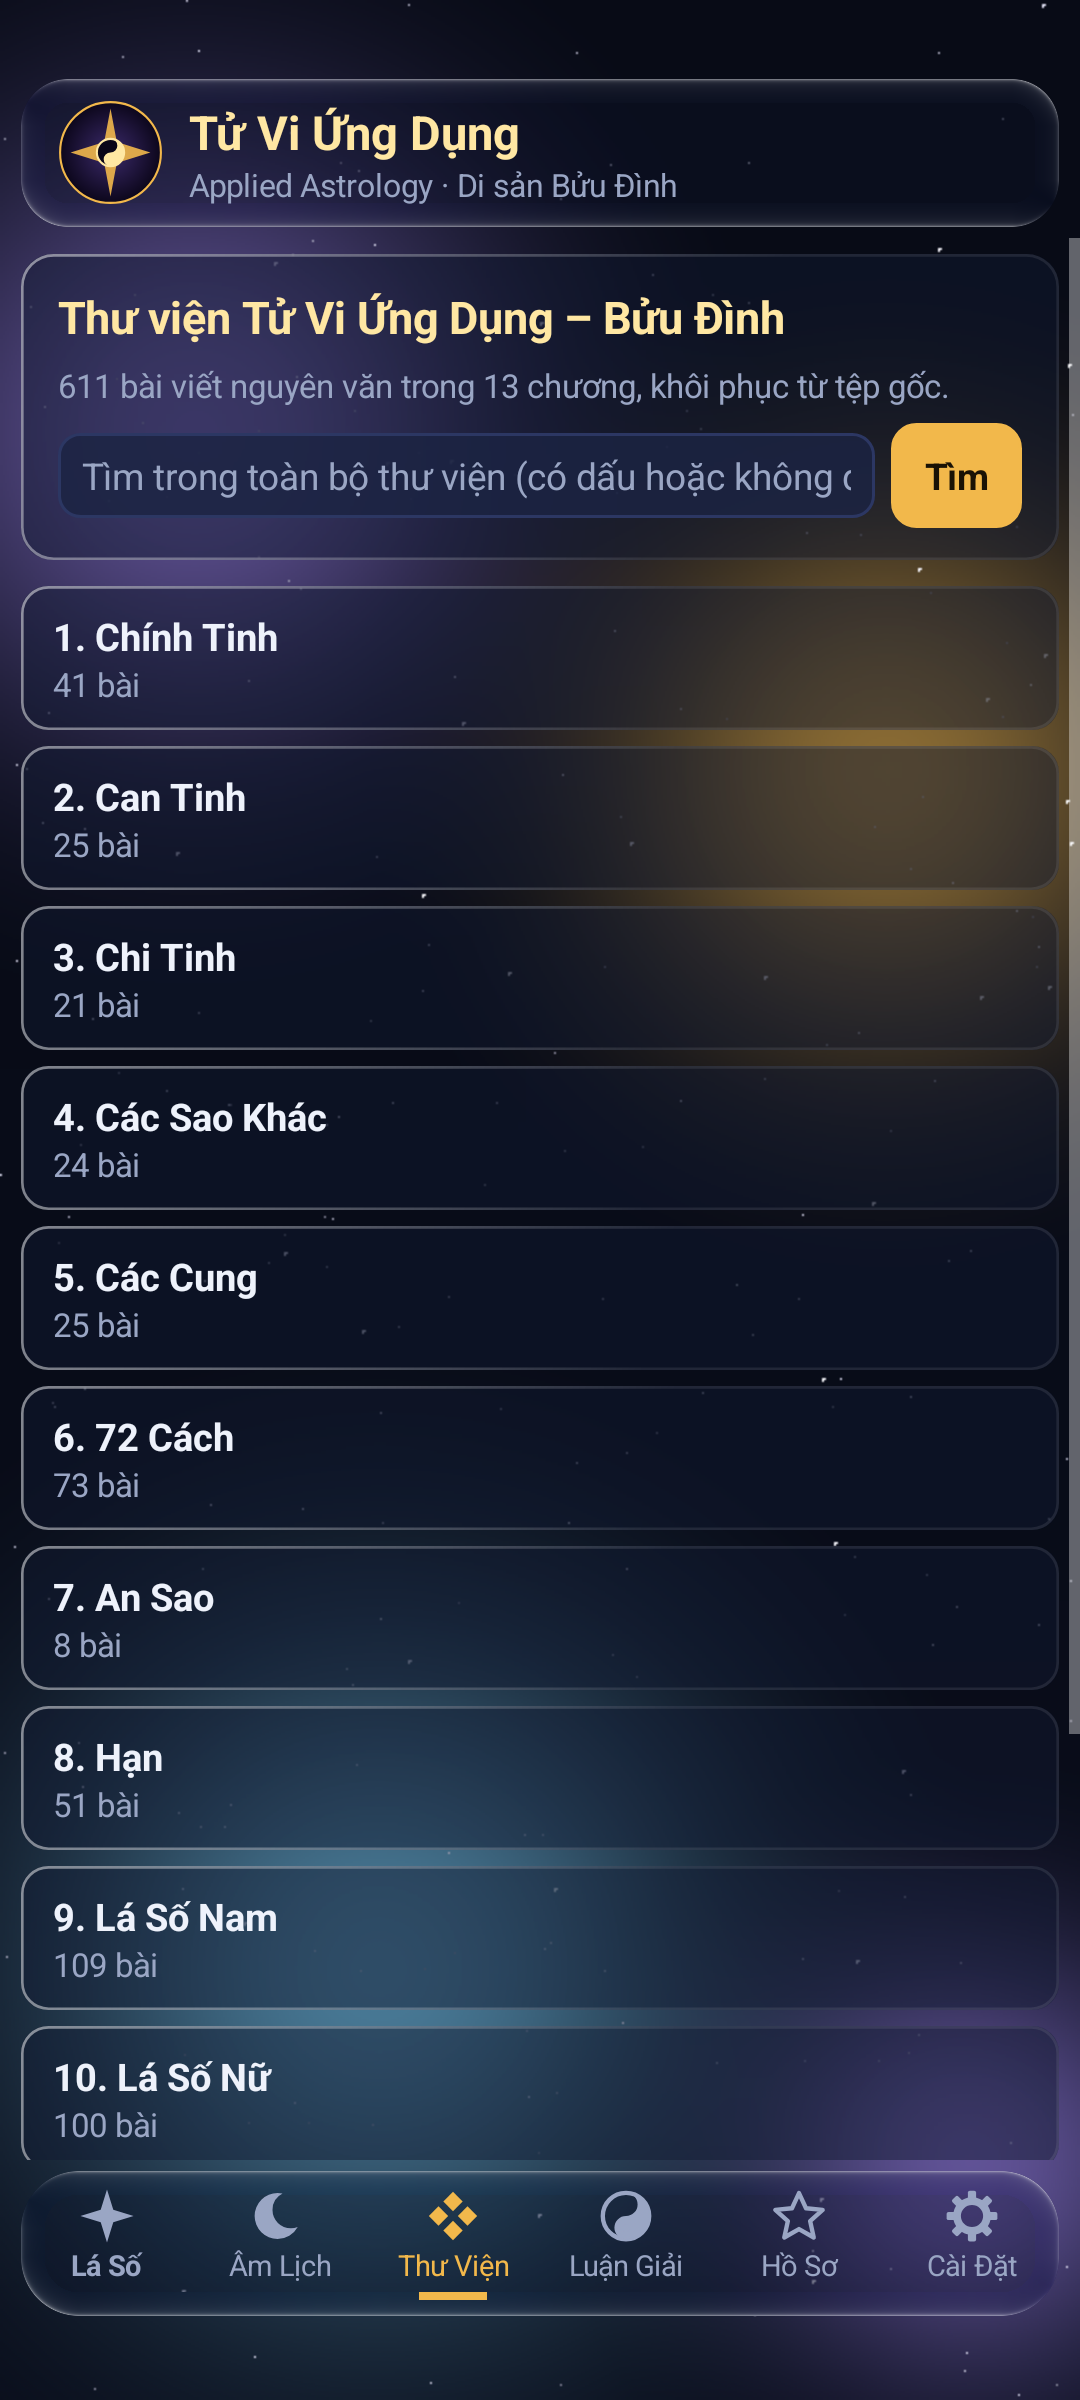 Tử Vi Ứng Dụng
Applied Astrology · Di sản Bửu Đình
Thư viện Tử Vi Ứng Dụng – Bửu Đình
611 bài viết nguyên văn trong 13 chương, khôi phục từ tệp gốc.
Tìm trong toàn bộ thư viện (có dấu hoặc không
Tìm
1. Chính Tinh
41 bài
2. Can Tinh
25 bài
3. Chi Tinh
21 bài
4. Các Sao Khác
24 bài
5. Các Cung
25 bài
6. 72 Cách
73 bài
7. An Sao
8 bài
8. Hạn
51 bài
9. Lá Số Nam
109 bài
10. Lá Số Nữ
100 bài
Lá Số
Âm Lịch
Thư Viện
Luận Giải
Hồ Sơ
Cài Đặt